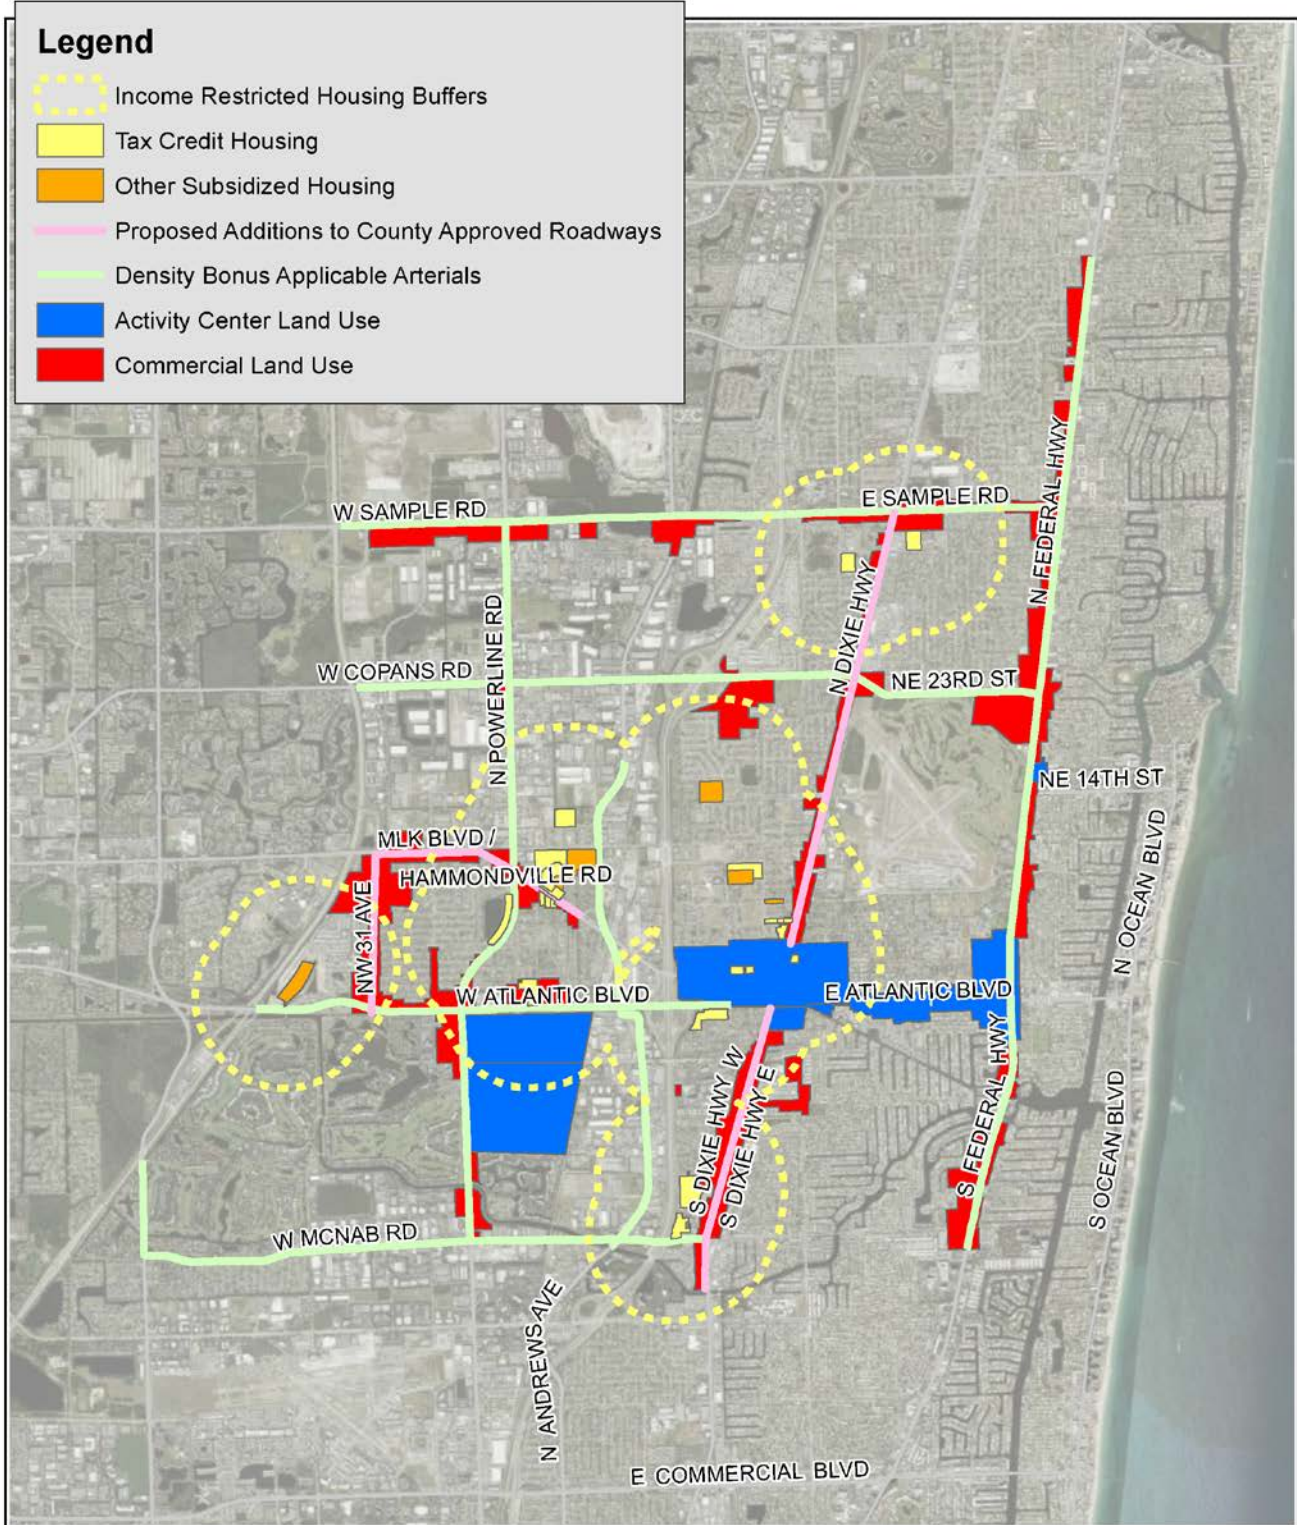 Legend
Income Restricted Housing Buffers
Tax Credit Housing
Other Subsidized Housing
Proposed Additions to County Approved Roadways
Density Bonus Applicable Arterials
Activity Center Land Use
Commercial Land Use
W SAMPLE RD
E SAMPLE RD
N FEDERAL HWY
N POWERLINE RD
N DIXIE HWY
W COPANS RD
NE 23RD ST
NE 14TH ST
MLK BLVD /
HAMMONDVILLE RD
NW 31 AVE
N OCEAN BLVD
W ATLANTIC BLVD
E ATLANTIC BLVD
S DIXIE HWY W
S DIXIE HWY E
S FEDERAL HWY
S OCEAN BLVD
W MCNAB RD
N ANDREWS AVE
E COMMERCIAL BLVD